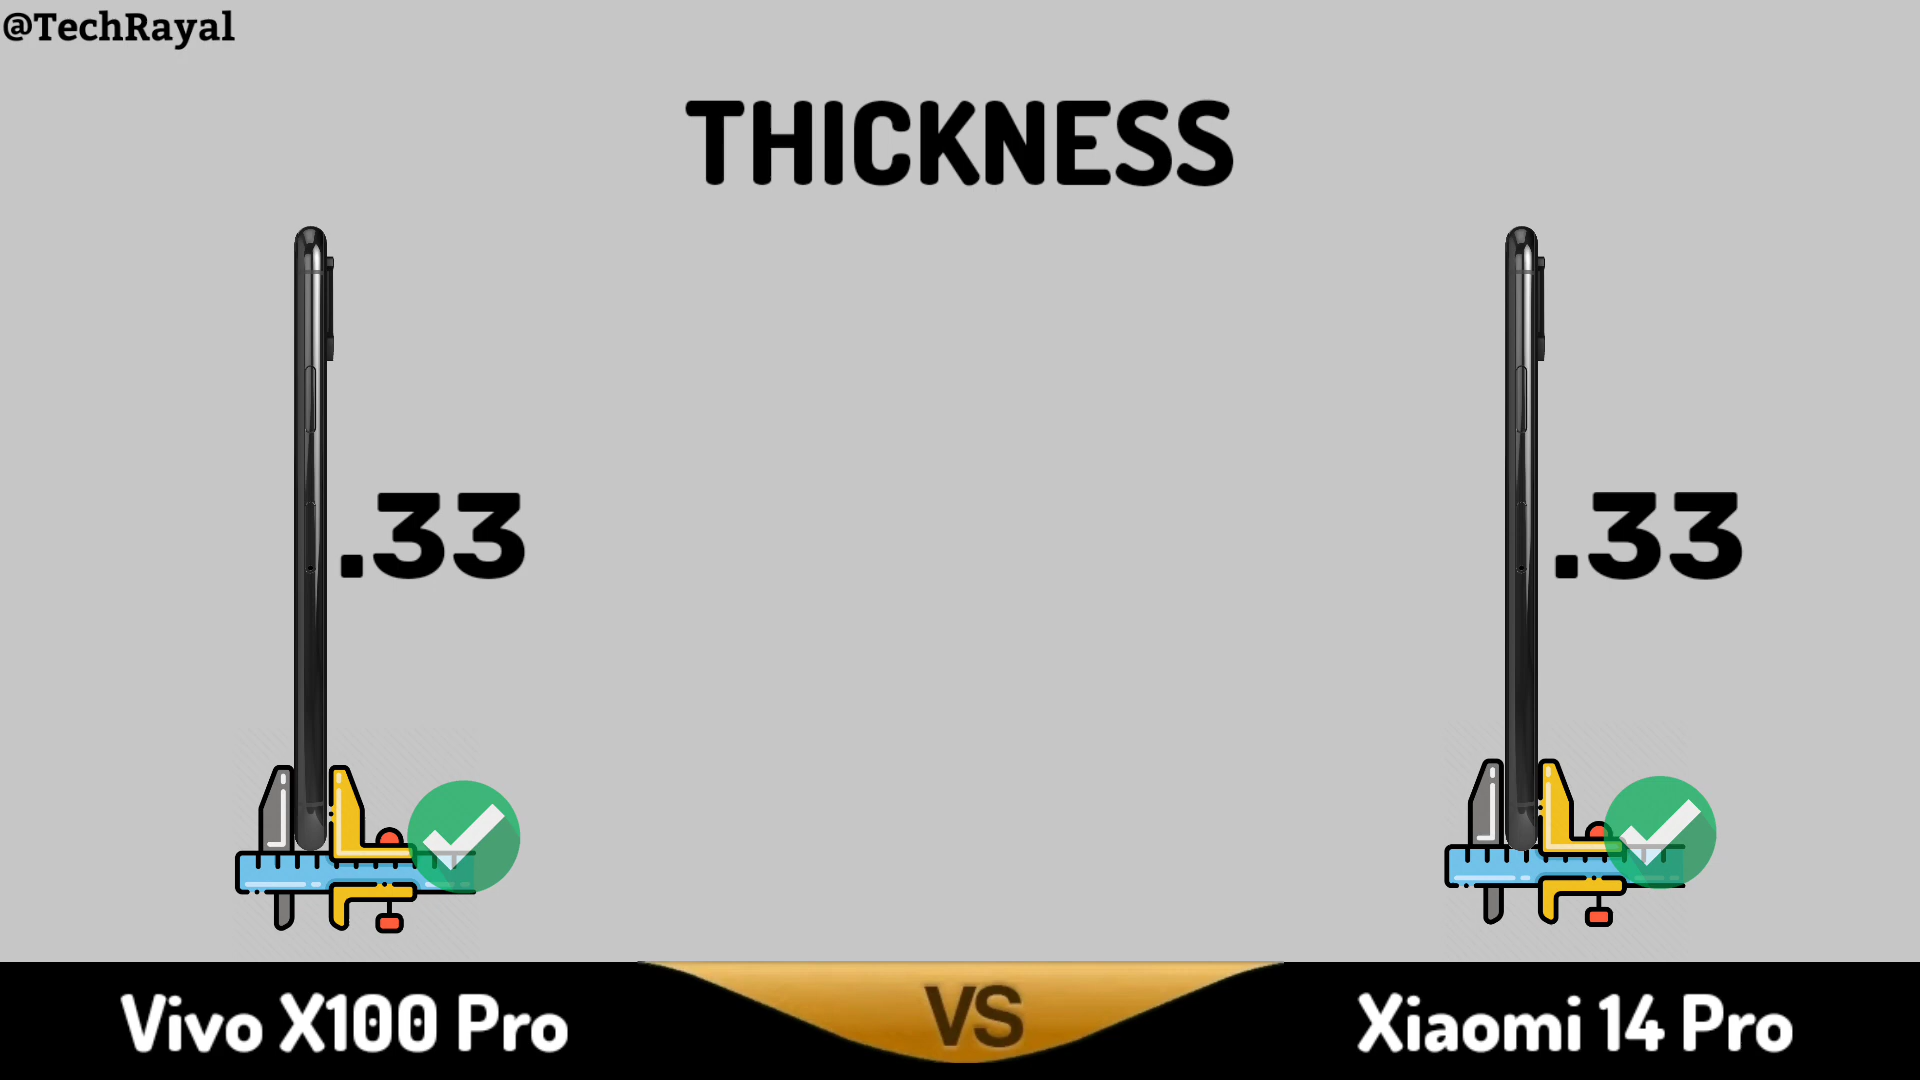 @TechRayal
THICKNESS
.33
.33
Vivo X100 Pro
VS
Xiaomi 14 Pro